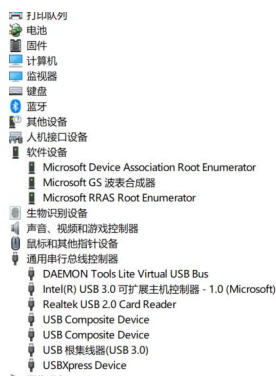 打印队列
电池
固件
计算机
监视器
键盘
蓝牙
其他设备
人机接口设备
软件设备
Microsoft Device Association Root Enumerator
Microsoft GS 波表合成器
Microsoft RRAS Root Enumerator
生物识别设备
声音、视频和游戏控制器
鼠标和其他指针设备
通用串行总线控制器
DAEMON Tools Lite Virtual USB Bus
Intel(R) USB 3.0 可扩展主机控制器 - 1.0 (Microsoft)
Realtek USB 2.0 Card Reader
USB Composite Device
USB Composite Device
USB 根集线器(USB 3.0)
USBXpress Device